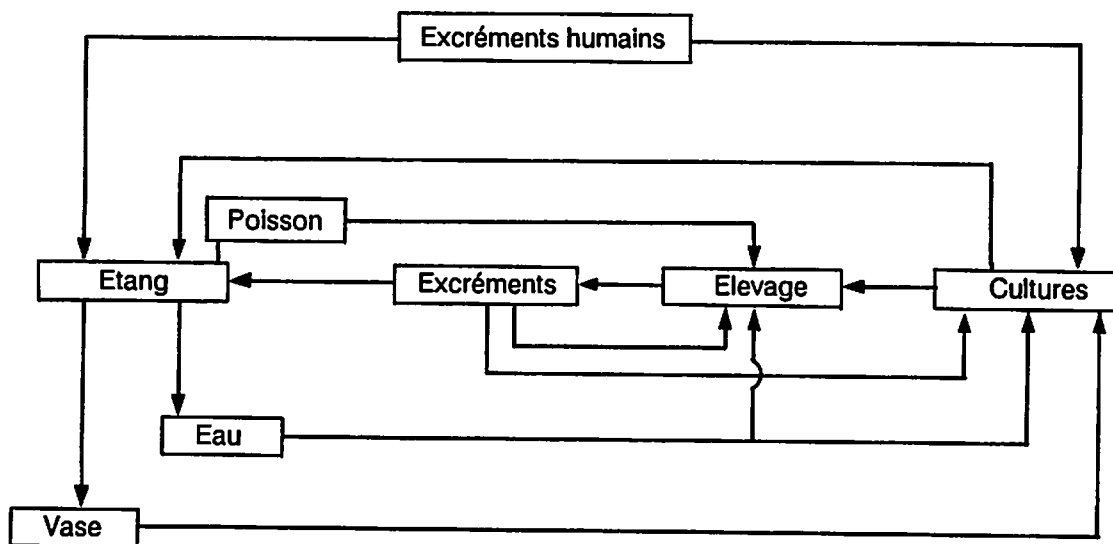 Excréments humains
Poisson
Etang
Excréments
Elevage
Cultures
Eau
Vase